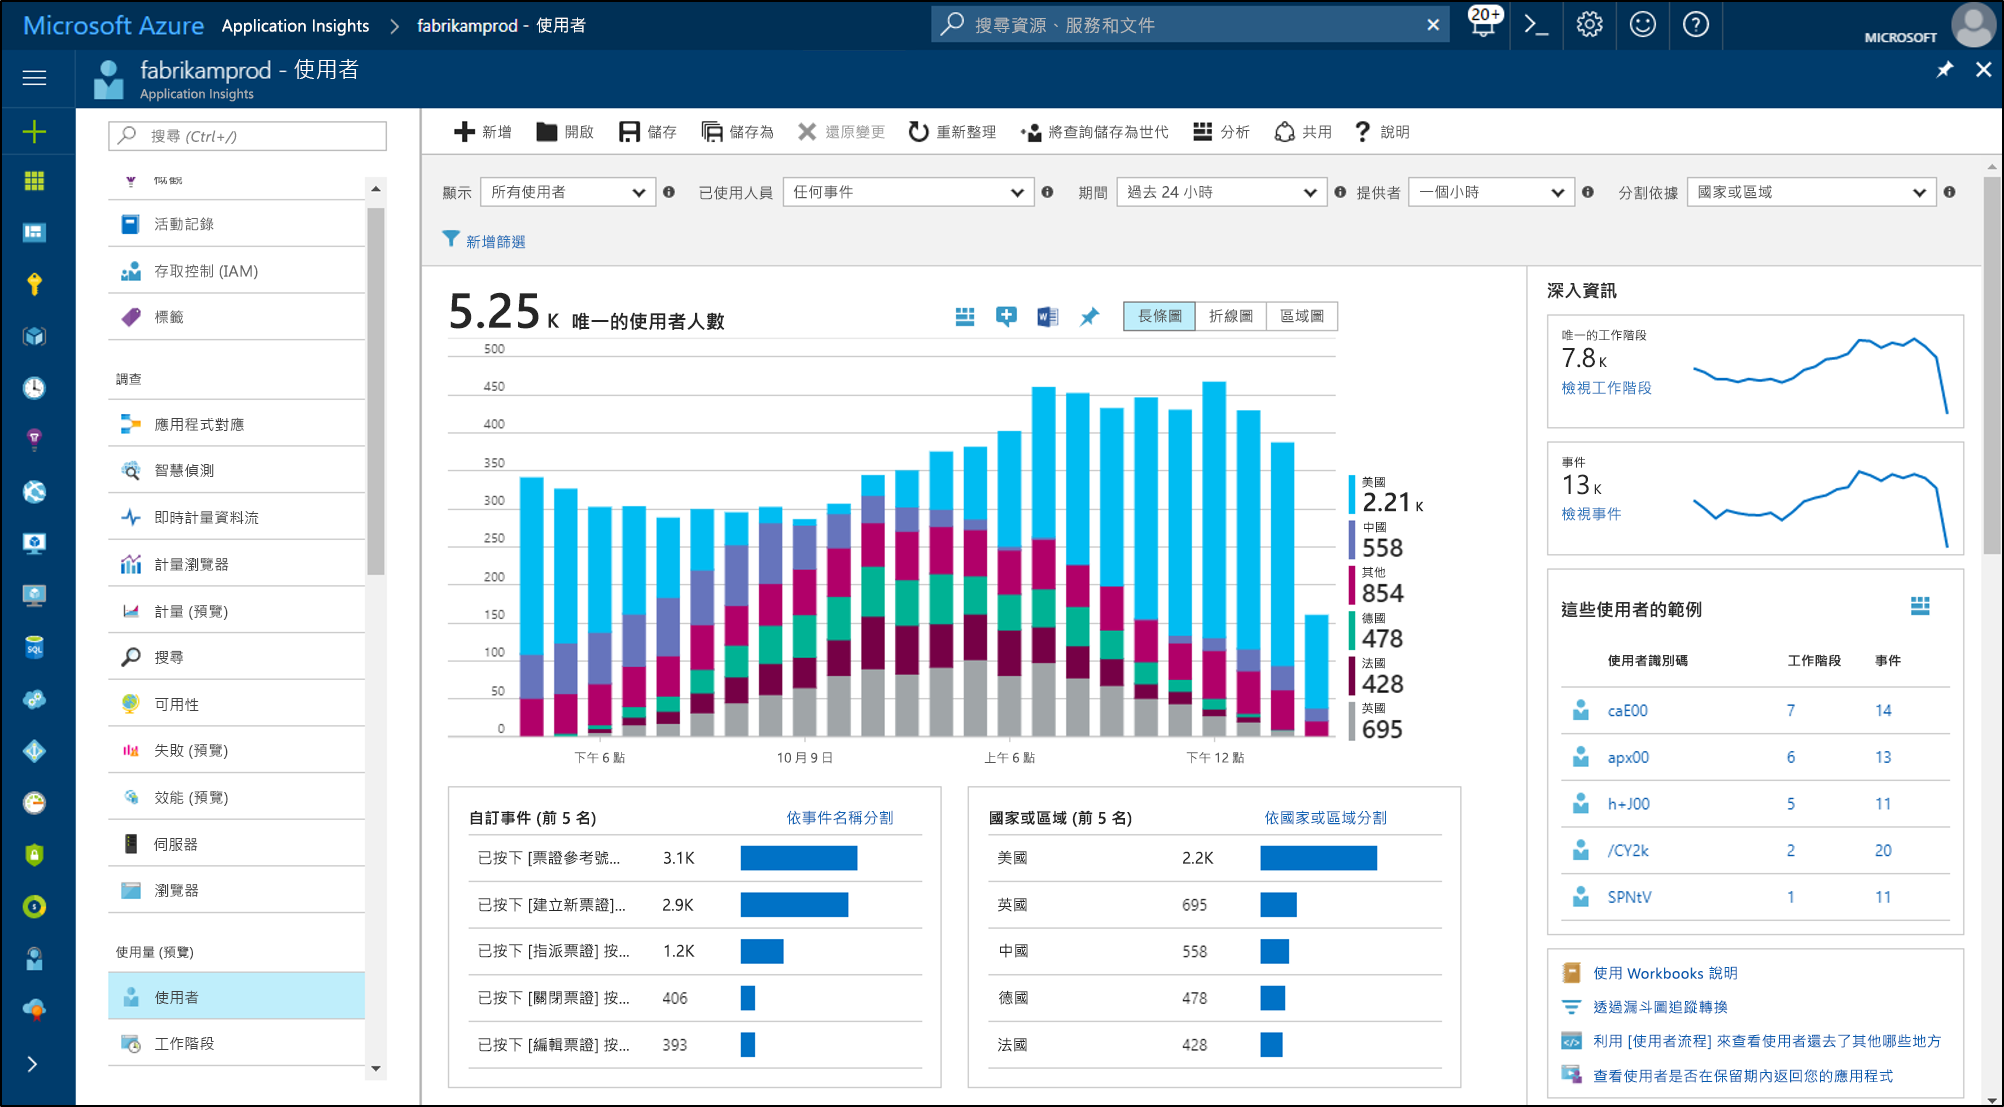 Microsoft Azure Application Insights > fabrikamprod - 使用者
搜尋資源、服務和文件
20+
MICROSOFT
fabrikamprod - 使用者
Application Insights
搜尋 (Ctrl+/)
概觀
活動記錄
存取控制 (IAM)
標籤
調查
應用程式對應
智慧偵測
即時計量資料流
計量瀏覽器
計量 (預覽)
搜尋
可用性
失敗 (預覽)
效能 (預覽)
伺服器
瀏覽器
使用量 (預覽)
使用者
工作階段
新增 開啟 儲存 儲存為 還原變更 重新整理 將查詢儲存為世代 分析 共用 說明
顯示 所有使用者 已使用人員 任何事件 期間 過去 24 小時 提供者 一個小時 分割依據 國家或區域
新增篩選
5.25 K 唯一的使用者人數
長條圖 折線圖 區域圖
500
450
400
350
300
250
200
150
100
50
0
下午 6 點 10 月 9 日 上午 6 點 下午 12 點
美國
2.21 K
中國
558
其他
854
德國
478
法國
428
英國
695
自訂事件 (前 5 名) 依事件名稱分割
已按下 [票證參考號... 3.1K
已按下 [建立新票證]... 2.9K
已按下 [指派票證] 按... 1.2K
已按下 [關閉票證] 按... 406
已按下 [編輯票證] 按... 393
國家或區域 (前 5 名) 依國家或區域分割
美國 2.2K
英國 695
中國 558
德國 478
法國 428
深入資訊
唯一的工作階段
7.8 K
檢視工作階段
事件
13 K
檢視事件
這些使用者的範例
使用者識別碼 工作階段 事件
caE00 7 14
apx00 6 13
h+J00 5 11
/CY2k 2 20
SPNtV 1 11
使用 Workbooks 說明
透過漏斗圖追蹤轉換
利用 [使用者流程] 來查看使用者還去了其他哪些地方
查看使用者是否在保留期內返回您的應用程式